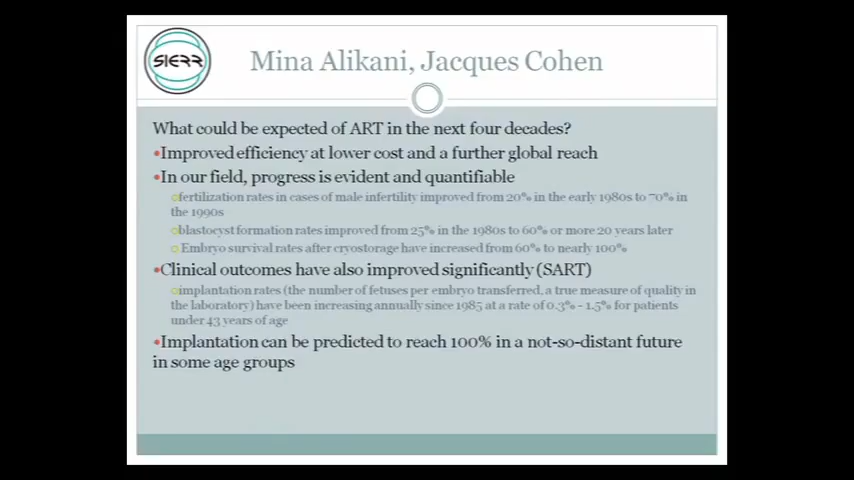 SIERR
Mina Alikani, Jacques Cohen
What could be expected of ART in the next four decades?
•Improved efficiency at lower cost and a further global reach
•In our field, progress is evident and quantifiable
○fertilization rates in cases of male infertility improved from 20% in the early 1980s to 70% in
the 1990s
○blastocyst formation rates improved from 25% in the 1980s to 60% or more 20 years later
○ Embryo survival rates after cryostorage have increased from 60% to nearly 100%
•Clinical outcomes have also improved significantly (SART)
○implantation rates (the number of fetuses per embryo transferred, a true measure of quality in
the laboratory) have been increasing annually since 1985 at a rate of 0.3% - 1.5% for patients
under 43 years of age
•Implantation can be predicted to reach 100% in a not-so-distant future
in some age groups